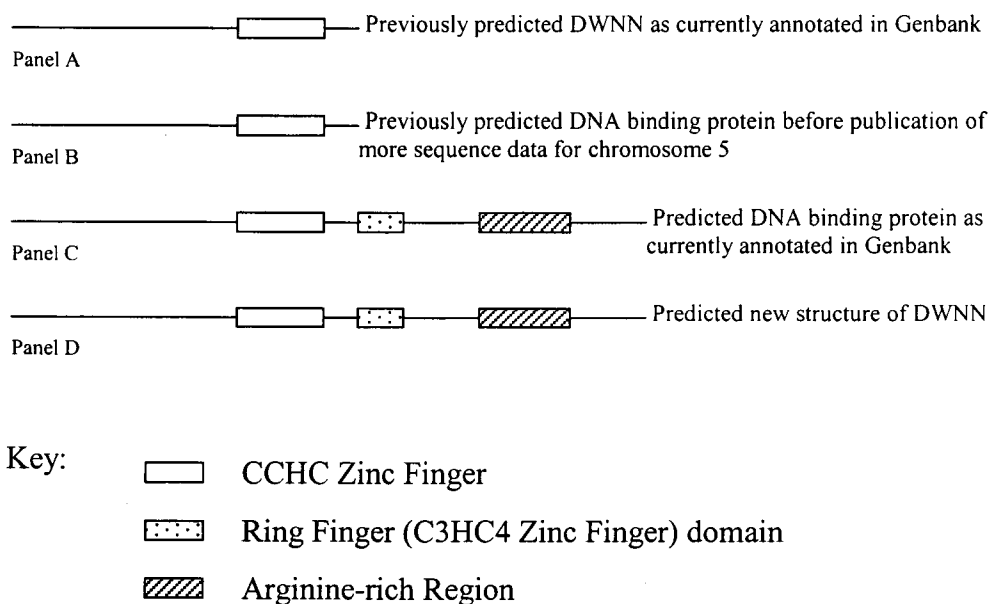 Previously predicted DWNN as currently annotated in Genbank
Panel A
Previously predicted DNA binding protein before publication of
more sequence data for chromosome 5
Panel B
Predicted DNA binding protein as
currently annotated in Genbank
Panel C
Predicted new structure of DWNN
Panel D
Key:
CCHC Zinc Finger
Ring Finger (C3HC4 Zinc Finger) domain
Arginine-rich Region